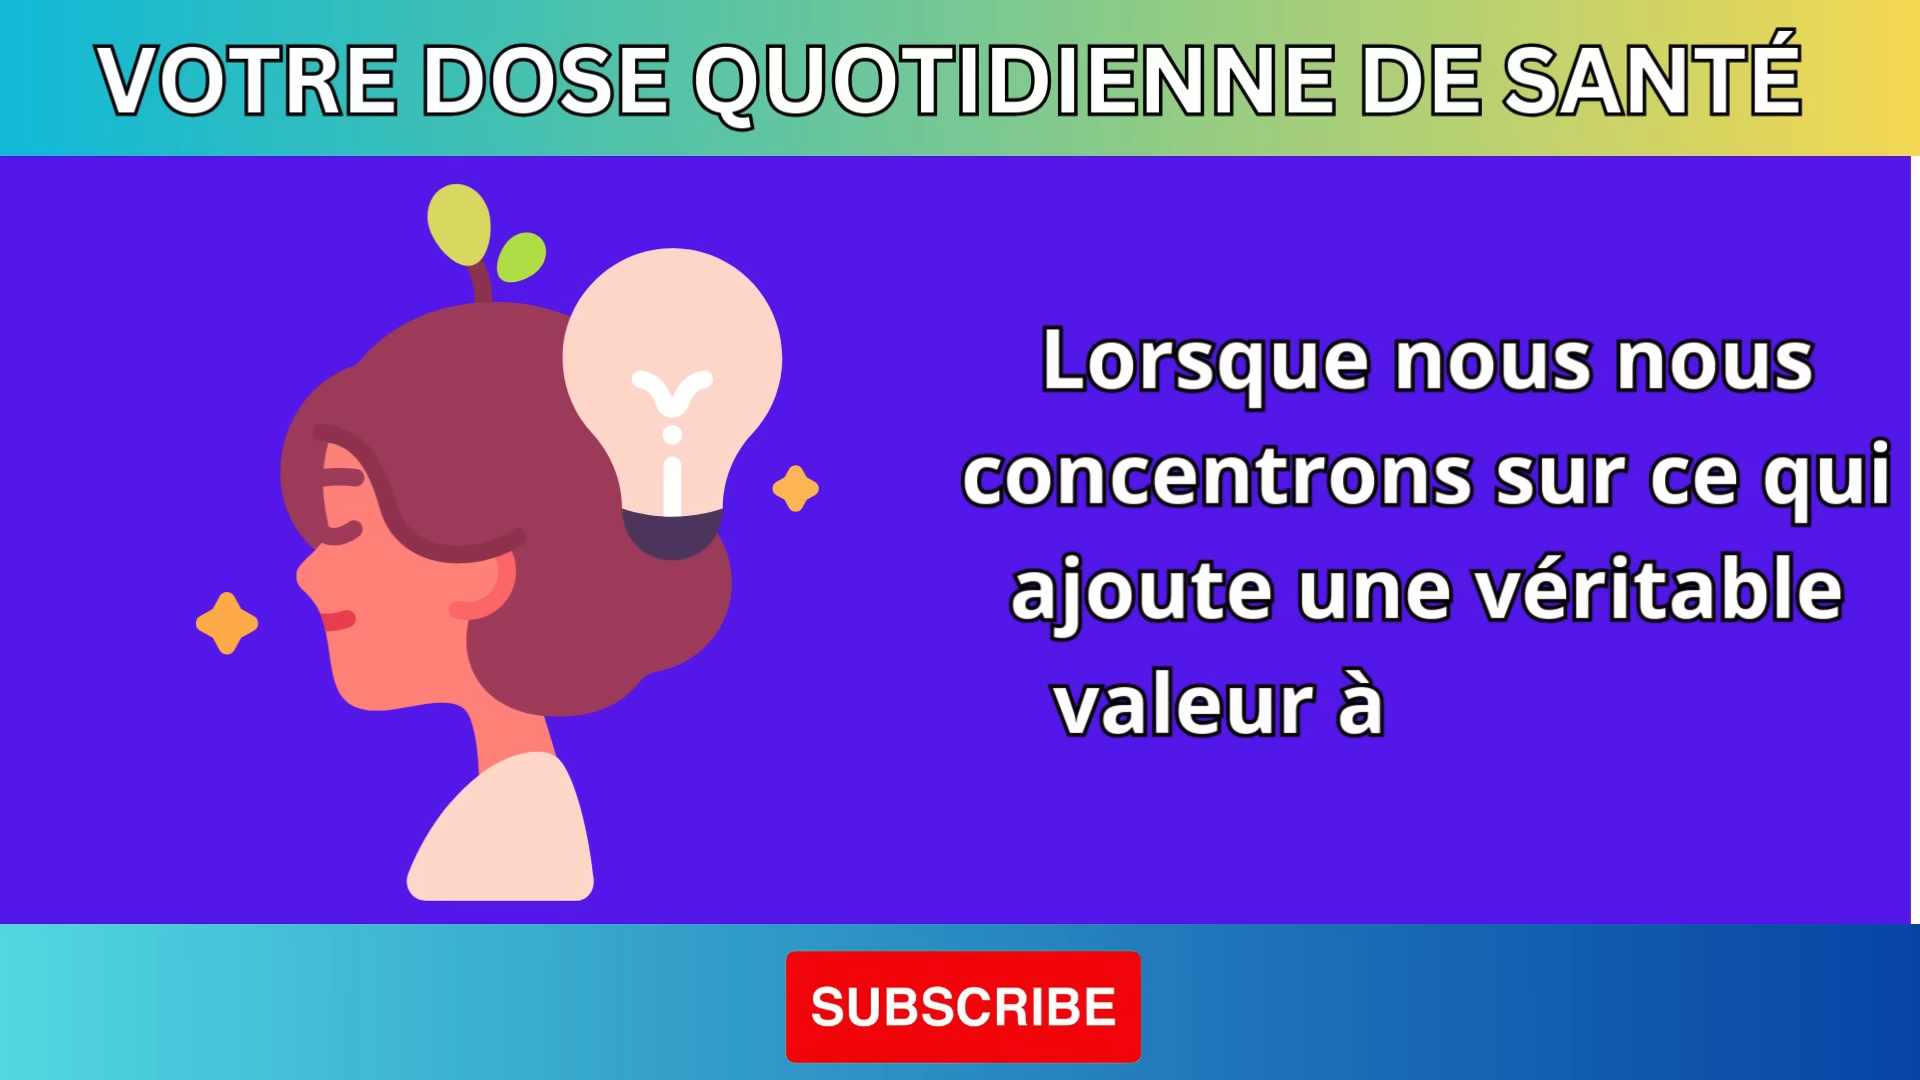 VOTRE DOSE QUOTIDIENNE DE SANTÉ
Lorsque nous nous
concentrons sur ce qui
ajoute une véritable
valeur à
SUBSCRIBE